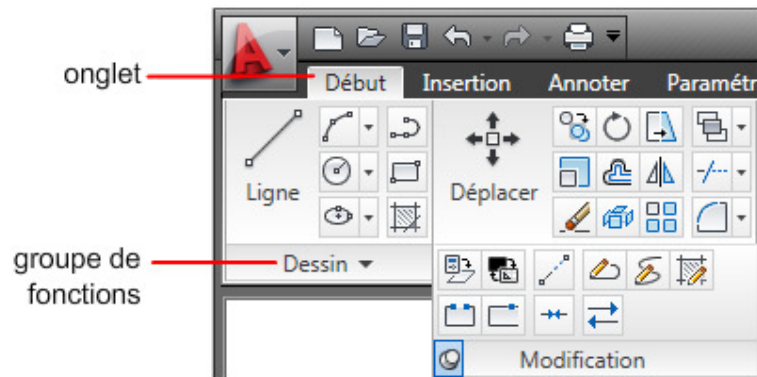 onglet
Début Insertion Annoter Paramétr
Ligne
Déplacer
groupe de
fonctions
Dessin
Modification